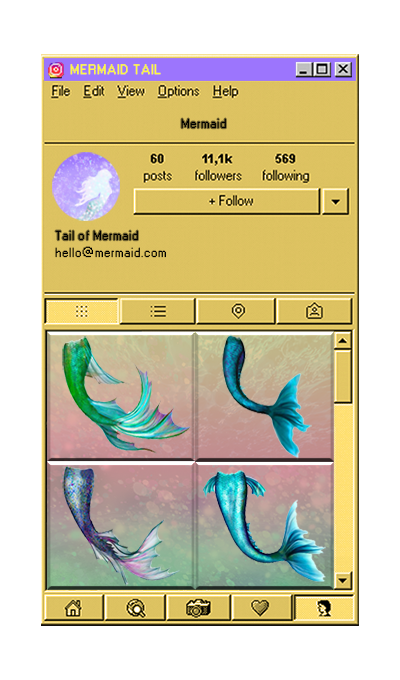 MERMAID TAIL
File Edit View Options Help
Mermaid
60 11,1k 569
posts followers following
+ Follow
Tail of Mermaid
hello@mermaid.com